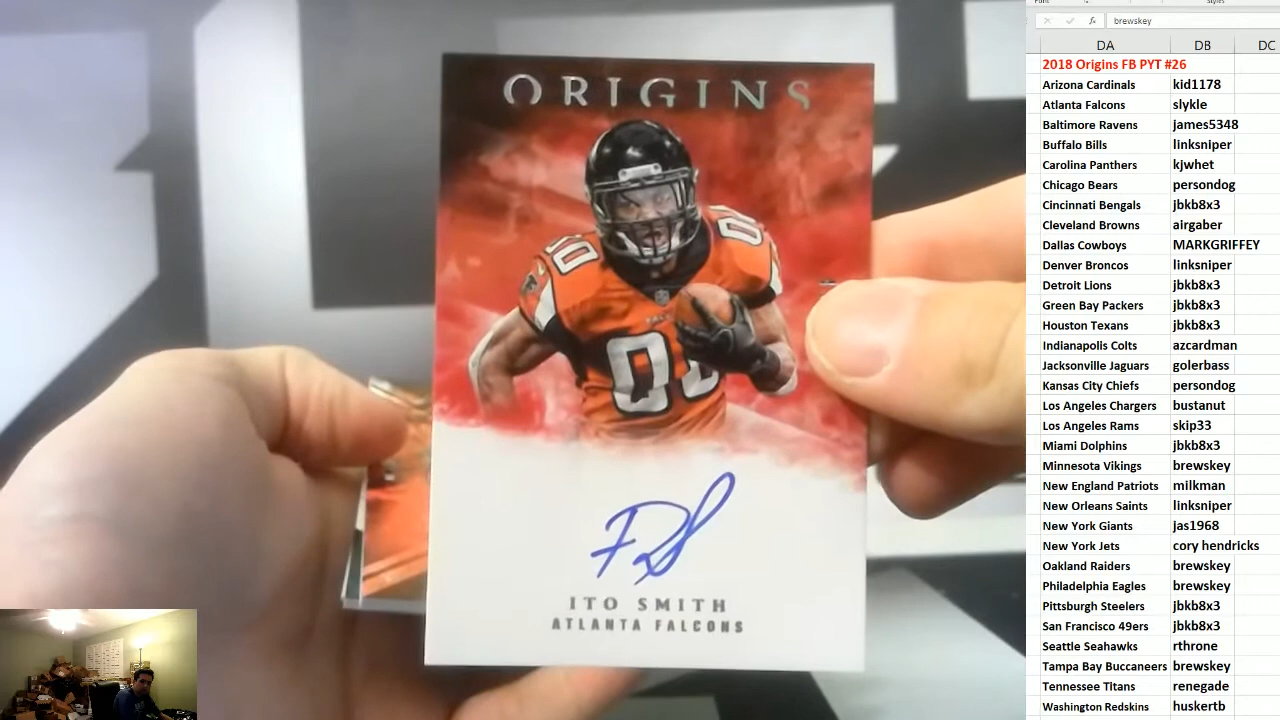 ORIGINS
00
00
00
ITO SMITH
ATLANTA FALCONS
brewskey
DA DB DC
2018 Origins FB PYT #26
Arizona Cardinals kid1178
Atlanta Falcons slykle
Baltimore Ravens james5348
Buffalo Bills linksniper
Carolina Panthers kjwhet
Chicago Bears persondog
Cincinnati Bengals jbkb8x3
Cleveland Browns airgaber
Dallas Cowboys MARKGRIFFEY
Denver Broncos linksniper
Detroit Lions jbkb8x3
Green Bay Packers jbkb8x3
Houston Texans jbkb8x3
Indianapolis Colts azcardman
Jacksonville Jaguars golerbass
Kansas City Chiefs persondog
Los Angeles Chargers bustanut
Los Angeles Rams skip33
Miami Dolphins jbkb8x3
Minnesota Vikings brewskey
New England Patriots milkman
New Orleans Saints linksniper
New York Giants jas1968
New York Jets cory hendricks
Oakland Raiders brewskey
Philadelphia Eagles brewskey
Pittsburgh Steelers jbkb8x3
San Francisco 49ers jbkb8x3
Seattle Seahawks rthrone
Tampa Bay Buccaneers brewskey
Tennessee Titans renegade
Washington Redskins huskertb